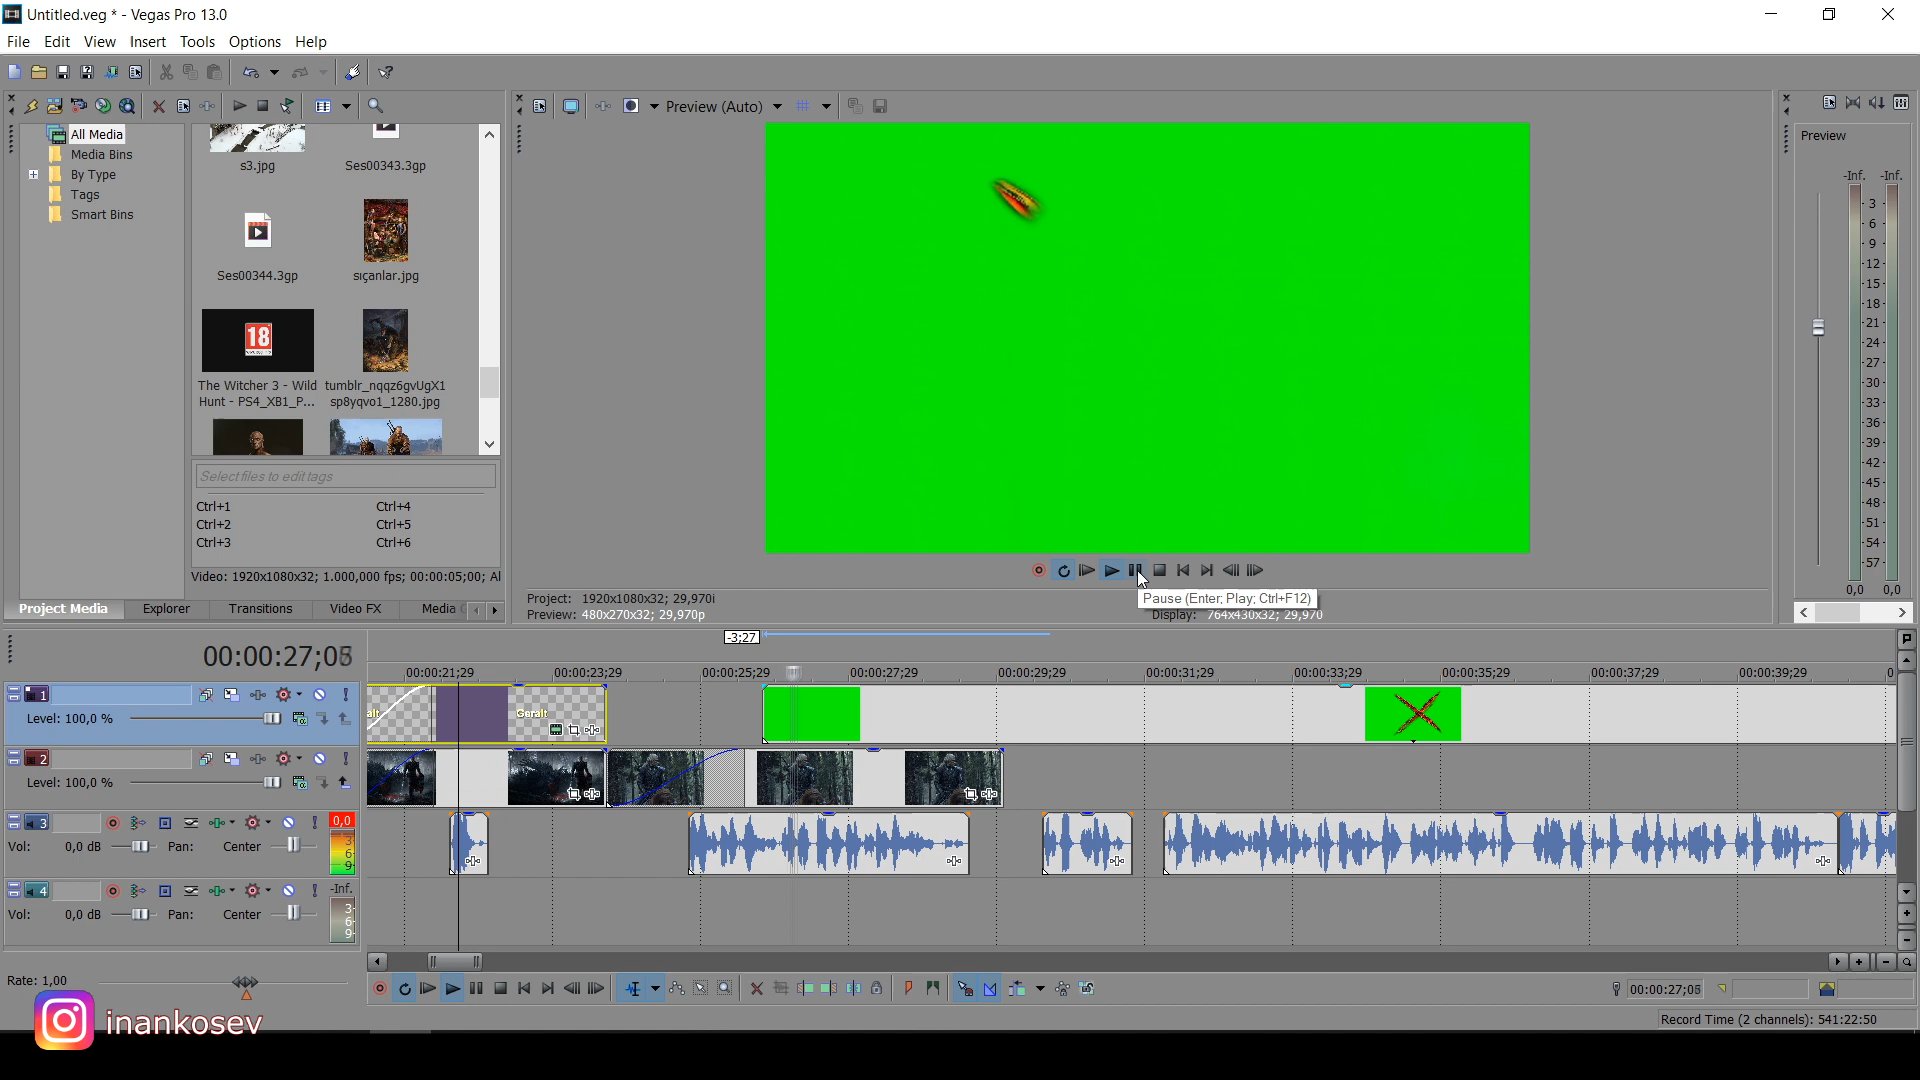 Untitled.veg * - Vegas Pro 13.0
File Edit View Insert Tools Options Help
Preview (Auto)
All Media
Media Bins
By Type
Tags
Smart Bins
s3.jpg Ses00343.3gp
Ses00344.3gp sıçanlar.jpg
18
The Witcher 3 - Wild Hunt - PS4_XB1_P...
tumblr_nqqz6gvUgX1sp8yqvo1_1280.jpg
Select files to edit tags
Ctrl+1 Ctrl+4
Ctrl+2 Ctrl+5
Ctrl+3 Ctrl+6
Video: 1920x1080x32; 1.000,000 fps; 00:00:05;00; Al
Project Media Explorer Transitions Video FX Media
Pause (Enter; Play; Ctrl+F12)
Project: 1920x1080x32; 29,970i
Preview: 480x270x32; 29,970p
Display: 764x430x32; 29,970
Preview
-Inf. -Inf.
- 3 -
- 6 -
- 9 -
-12-
-15-
-18-
-21-
-24-
-27-
-30-
-33-
-36-
-39-
-42-
-45-
-48-
-51-
-54-
-57-
0,0 0,0
-3;27
00:00:21;29 00:00:23;29 00:00:25;29 00:00:27;29 00:00:29;29 00:00:31;29 00:00:33;29 00:00:35;29 00:00:37;29 00:00:39;29 0
1
Level: 100,0 %
alt Geralt
2
Level: 100,0 %
3 0,0
Vol: 0,0 dB Pan: Center
3-
6-
9-
4 -Inf.
Vol: 0,0 dB Pan: Center
3-
6-
9-
Rate: 1,00
Record Time (2 channels): 541:22:50
inankosev